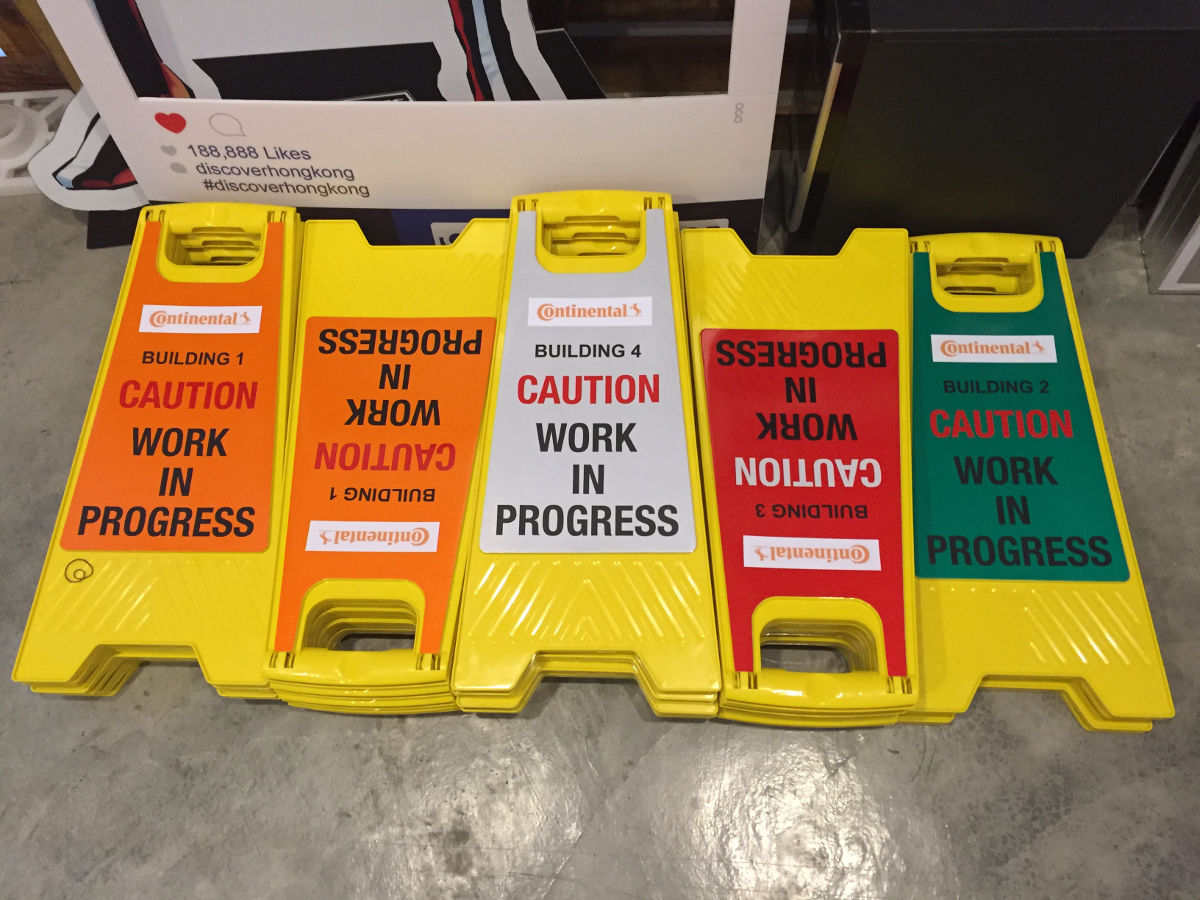 188,888 Likes
discoverhongkong
#discoverhongkong
Continental
BUILDING 1
CAUTION
WORK
IN
PROGRESS
Continental
BUILDING 1
CAUTION
WORK
IN
PROGRESS
Continental
BUILDING 4
CAUTION
WORK
IN
PROGRESS
Continental
BUILDING 3
CAUTION
WORK
IN
PROGRESS
Continental
BUILDING 2
CAUTION
WORK
IN
PROGRESS